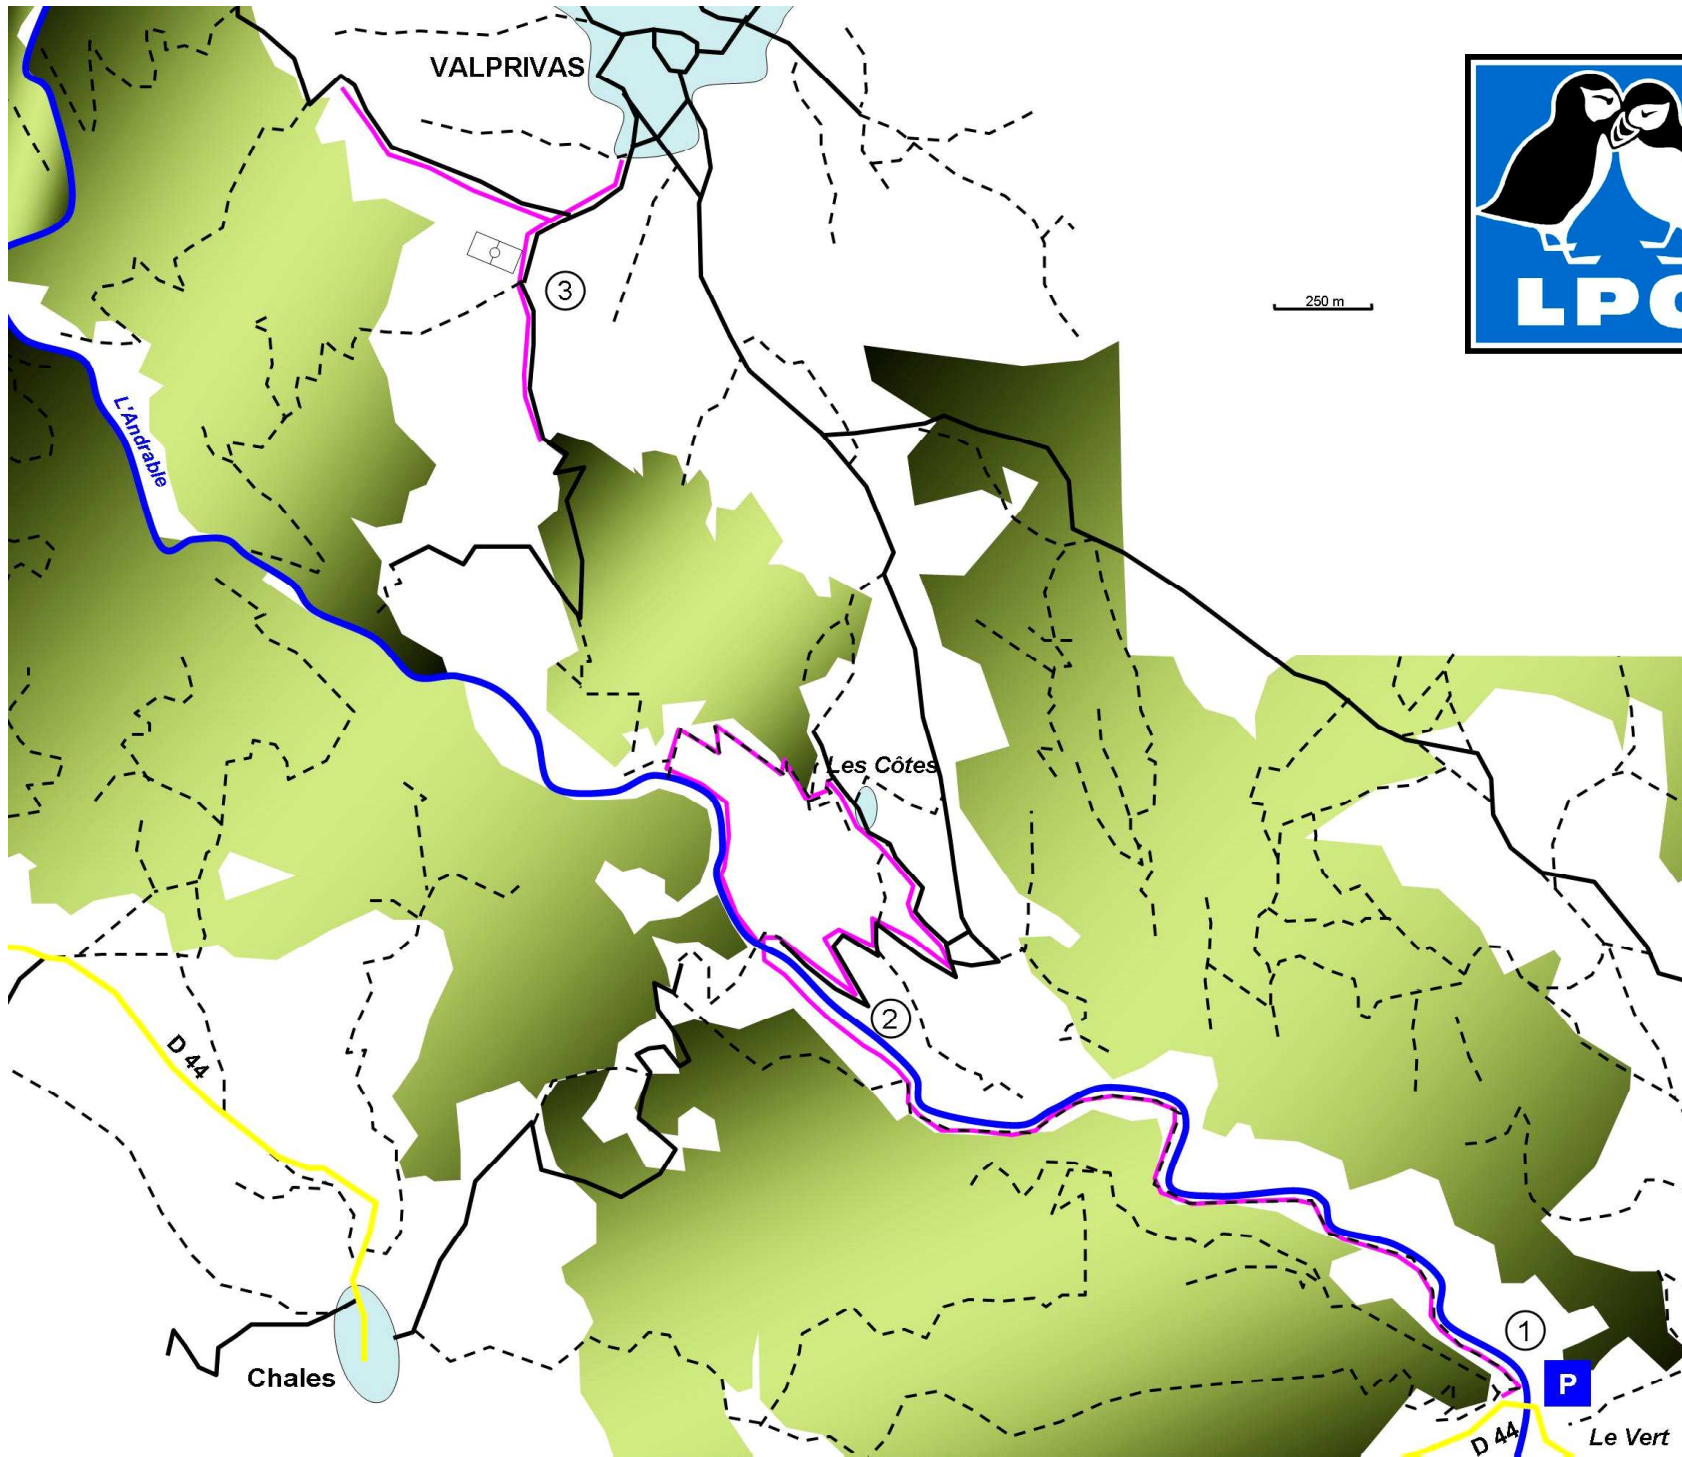 VALPRIVAS
3
250 m
LPO
L'Andrable
Les Côtes
2
D 44
1
P
Chales
D 44
Le Vert